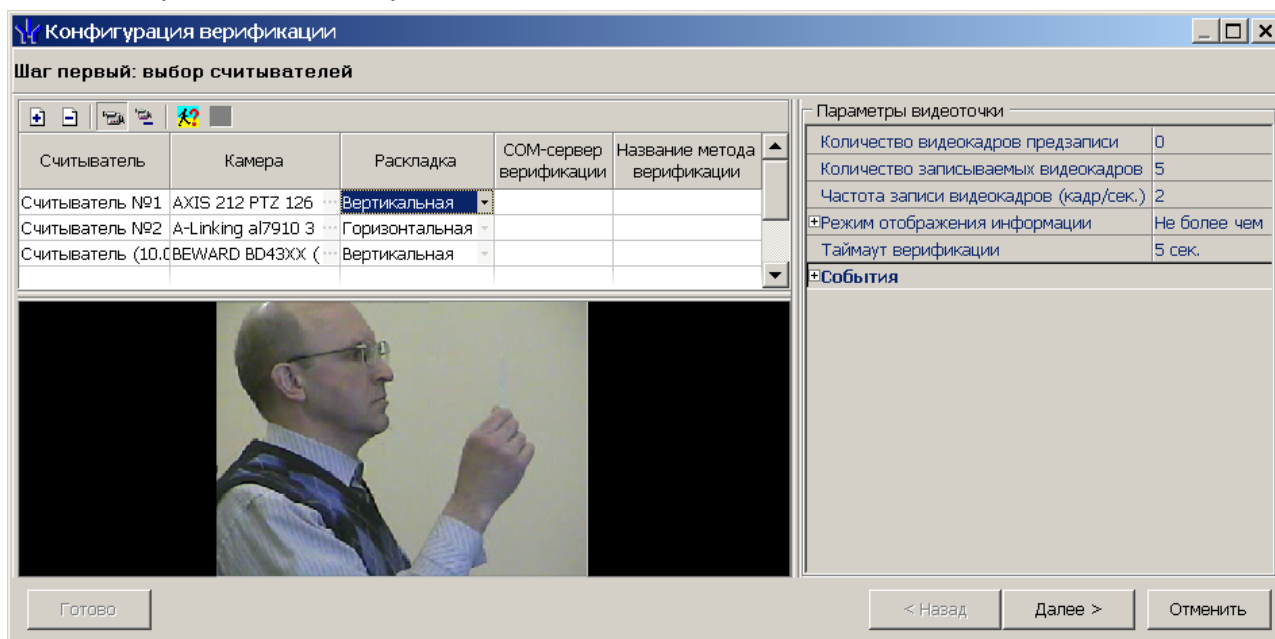 Конфигурация верификации
Шаг первый: выбор считывателей
Считыватель Камера Раскладка COM-сервер верификации Название метода верификации
Считыватель №1 AXIS 212 PTZ 126 ... Вертикальная
Считыватель №2 A-Linking al7910 3 ... Горизонтальная
Считыватель (10.0 BEWARD BD43XX ( ... Вертикальная
Параметры видеоточки
Количество видеокадров предзаписи 0
Количество записываемых видеокадров 5
Частота записи видеокадров (кадр/сек.) 2
Режим отображения информации Не более чем
Таймаут верификации 5 сек.
События
Готово < Назад Далее > Отменить